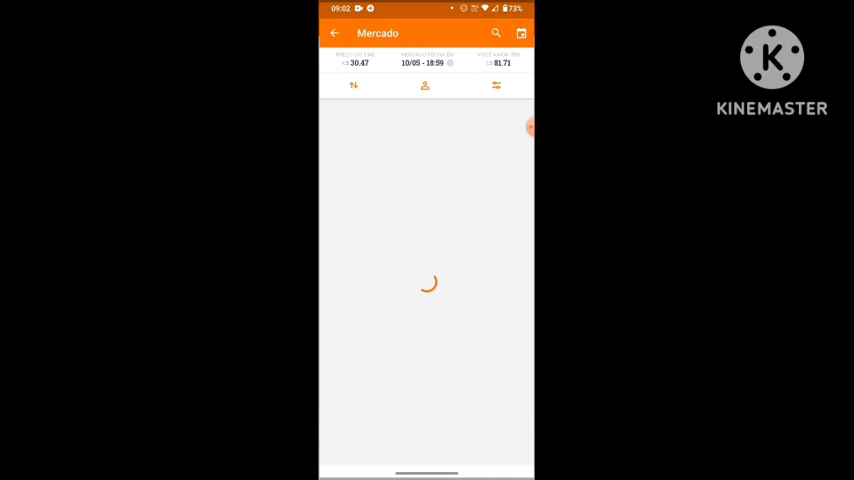 09:02 73%
Mercado
PREÇO DO TIME MERCADO FECHA EM VOCÊ AINDA TEM
C$ 30.47 10/05 - 18:59 C$ 81.71
K
KINEMASTER